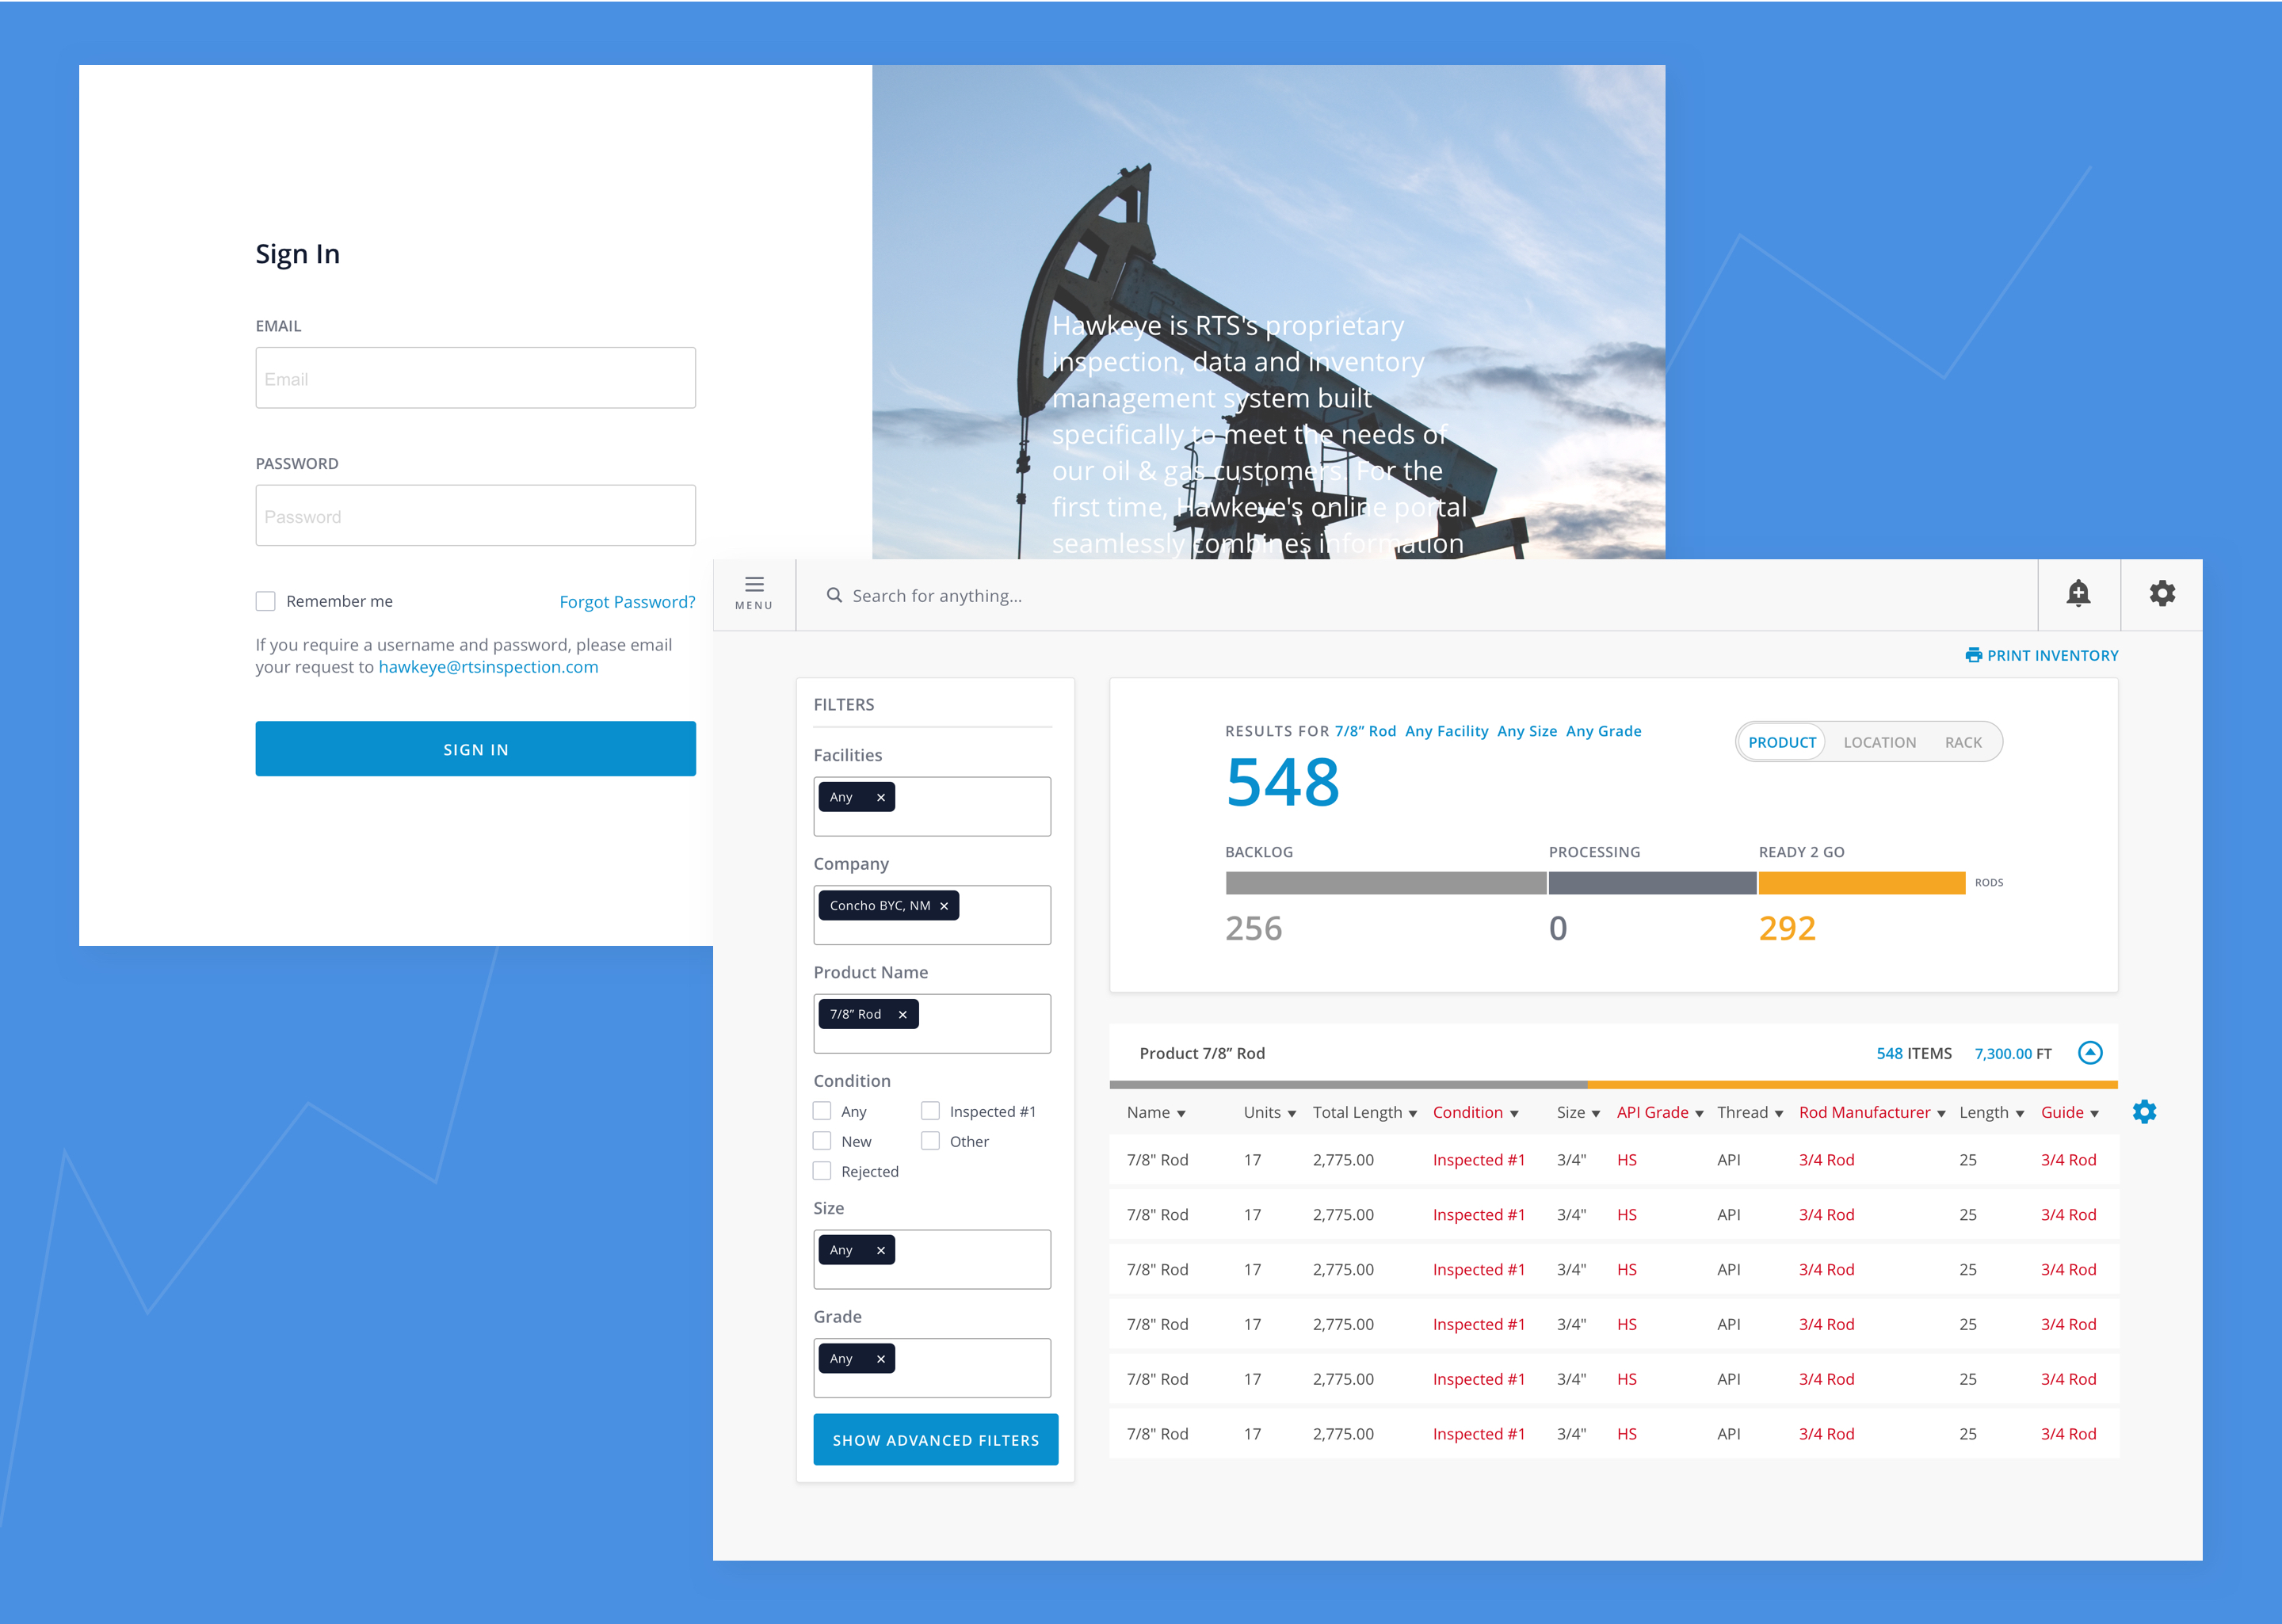 Sign In
EMAIL
Email
PASSWORD
Password
Remember me
Forgot Password?
If you require a username and password, please email
your request to hawkeye@rtsinspection.com
SIGN IN
Hawkeye is RTS's proprietary
inspection, data and inventory
management system built
specifically to meet the needs of
our oil & gas customers. For the
first time, Hawkeye's online portal
seamlessly combines information
MENU
Search for anything...
PRINT INVENTORY
FILTERS
Facilities
Any ×
Company
Concho BYC, NM ×
Product Name
7/8” Rod ×
Condition
Any
Inspected #1
New
Other
Rejected
Size
Any ×
Grade
Any ×
SHOW ADVANCED FILTERS
RESULTS FOR 7/8” Rod Any Facility Any Size Any Grade
PRODUCT LOCATION RACK
548
BACKLOG PROCESSING READY 2 GO
RODS
256 0 292
Product 7/8” Rod 548 ITEMS 7,300.00 FT
Name Units Total Length Condition Size API Grade Thread Rod Manufacturer Length Guide
7/8" Rod 17 2,775.00 Inspected #1 3/4" HS API 3/4 Rod 25 3/4 Rod
7/8" Rod 17 2,775.00 Inspected #1 3/4" HS API 3/4 Rod 25 3/4 Rod
7/8" Rod 17 2,775.00 Inspected #1 3/4" HS API 3/4 Rod 25 3/4 Rod
7/8" Rod 17 2,775.00 Inspected #1 3/4" HS API 3/4 Rod 25 3/4 Rod
7/8" Rod 17 2,775.00 Inspected #1 3/4" HS API 3/4 Rod 25 3/4 Rod
7/8" Rod 17 2,775.00 Inspected #1 3/4" HS API 3/4 Rod 25 3/4 Rod